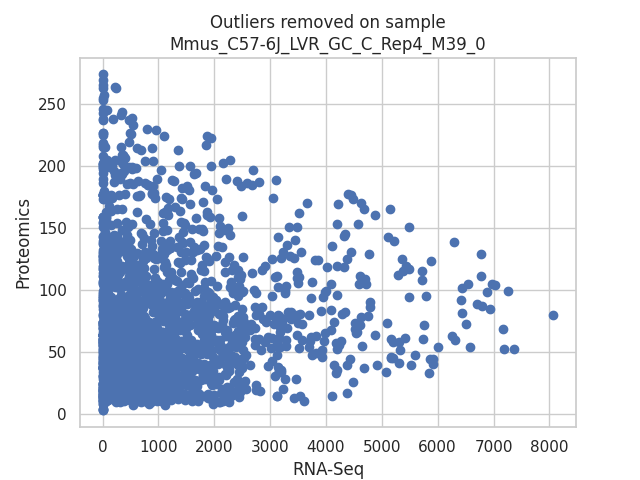 Outliers removed on sample
Mmus_C57-6J_LVR_GC_C_Rep4_M39_0
250
200
150
100
50
0
Proteomics
0 1000 2000 3000 4000 5000 6000 7000 8000
RNA-Seq